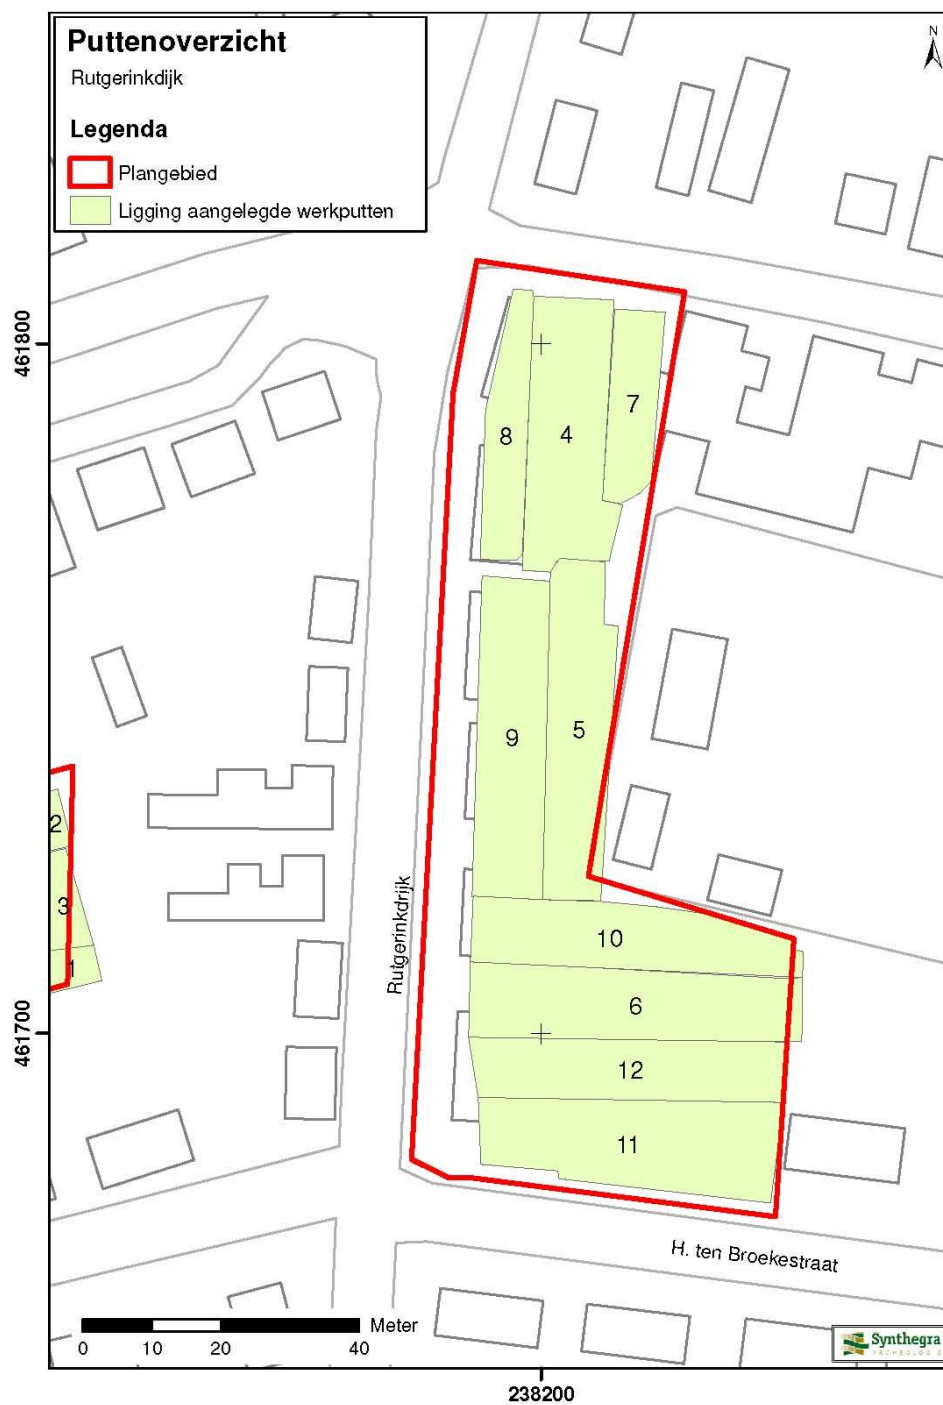 Puttenoverzicht
Rutgerinkdijk
Legenda
Plangebied
Ligging aangelegde werkputten
N
461800
461700
238200
7
8
4
9
5
2
3
1
10
6
12
11
Rutgerinkdrijk
H. ten Broekestraat
Meter
0 10 20 40
Synthegra